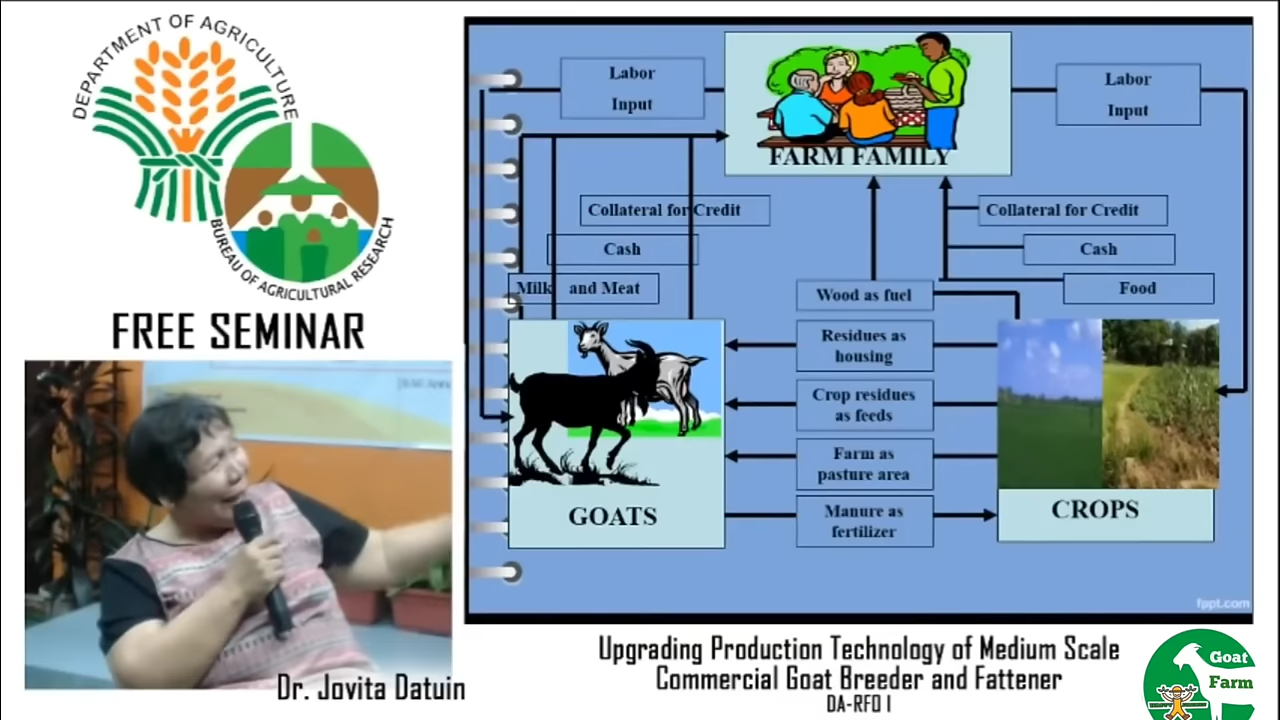 DEPARTMENT OF AGRICULTURE
BUREAU OF AGRICULTURAL RESEARCH
FREE SEMINAR
Dr. Jovita Datuin
Labor
Input
FARM FAMILY
Labor
Input
Collateral for Credit
Cash
Milk and Meat
Collateral for Credit
Cash
Food
Wood as fuel
Residues as
housing
Crop residues
as feeds
Farm as
pasture area
Manure as
fertilizer
GOATS
CROPS
fppt.com
Upgrading Production Technology of Medium Scale
Commercial Goat Breeder and Fattener
DA-RFO I
Goat
Farm